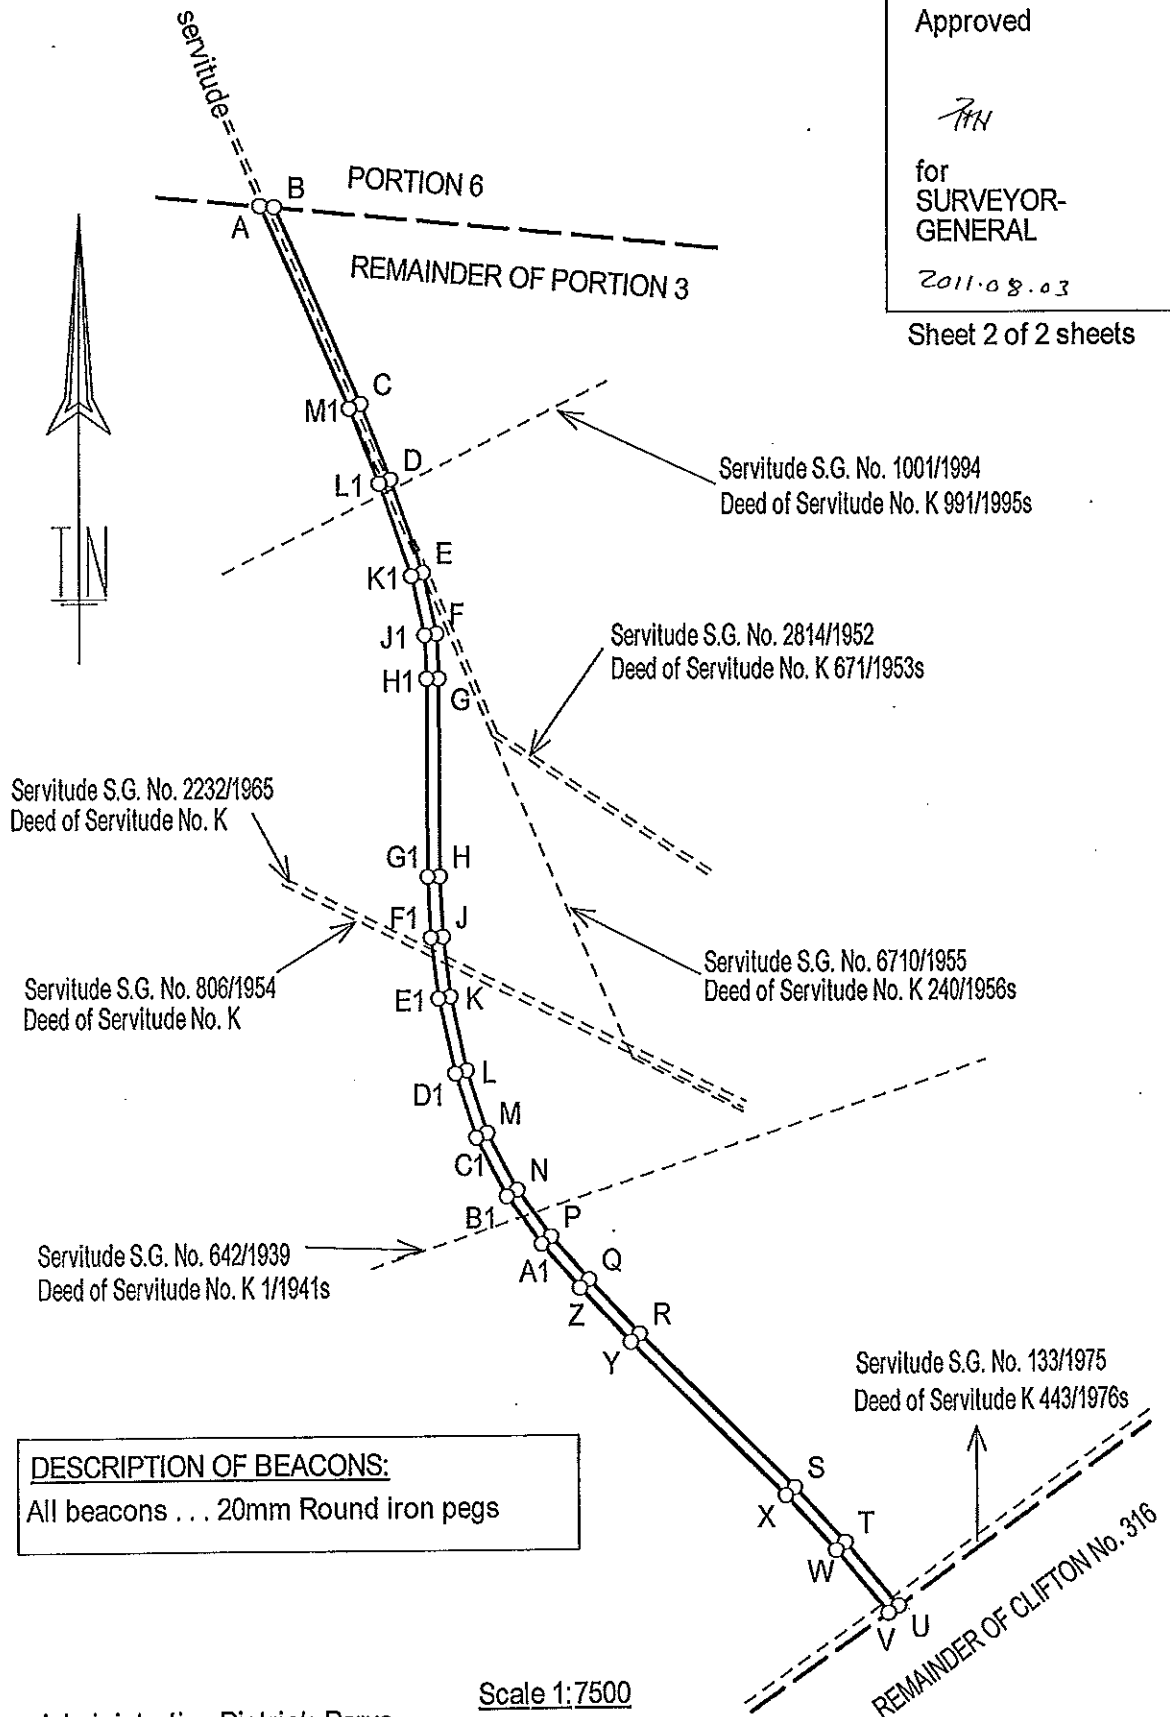 servitude
Approved
for
SURVEYOR-
GENERAL
2011.08.03
Sheet 2 of 2 sheets
B
PORTION 6
A
REMAINDER OF PORTION 3
C
M1
D
L1
Servitude S.G. No. 1001/1994
Deed of Servitude No. K 991/1995s
TN
E
K1
F
J1
Servitude S.G. No. 2814/1952
Deed of Servitude No. K 671/1953s
H1
G
Servitude S.G. No. 2232/1965
Deed of Servitude No. K
G1
H
F1
J
Servitude S.G. No. 6710/1955
Deed of Servitude No. K 240/1956s
Servitude S.G. No. 806/1954
Deed of Servitude No. K
E1
K
L
D1
M
C1
N
B1
P
Servitude S.G. No. 642/1939
Deed of Servitude No. K 1/1941s
A1
Q
Z
R
Y
Servitude S.G. No. 133/1975
Deed of Servitude K 443/1976s
DESCRIPTION OF BEACONS:
All beacons . . . 20mm Round iron pegs
S
X
T
W
U
V
REMAINDER OF CLIFTON No. 316
Scale 1:7500